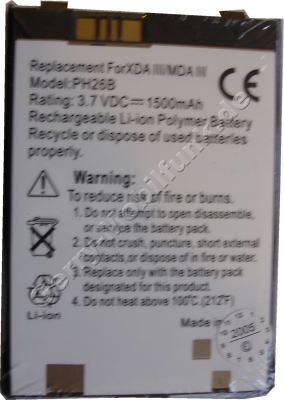 Replacement ForXDA III/MDA III
Model:PH26B
Rating: 3.7 VDC⎓1500mAh
Rechargeable Li-ion Polymer Battery
Recycle or dispose of properly.
CE
Warning:
To reduce risk of fire or burns.
1. Do not attempt to open, disassemble,
or service the battery pack.
2. Do not crush, puncture, short external
contacts,or dispose of in fire or water.
3. Replace only with the battery pack
designated for this product.
4. Do not heat above 100°C.(212°F)
Li-ion
Made in
2005
©